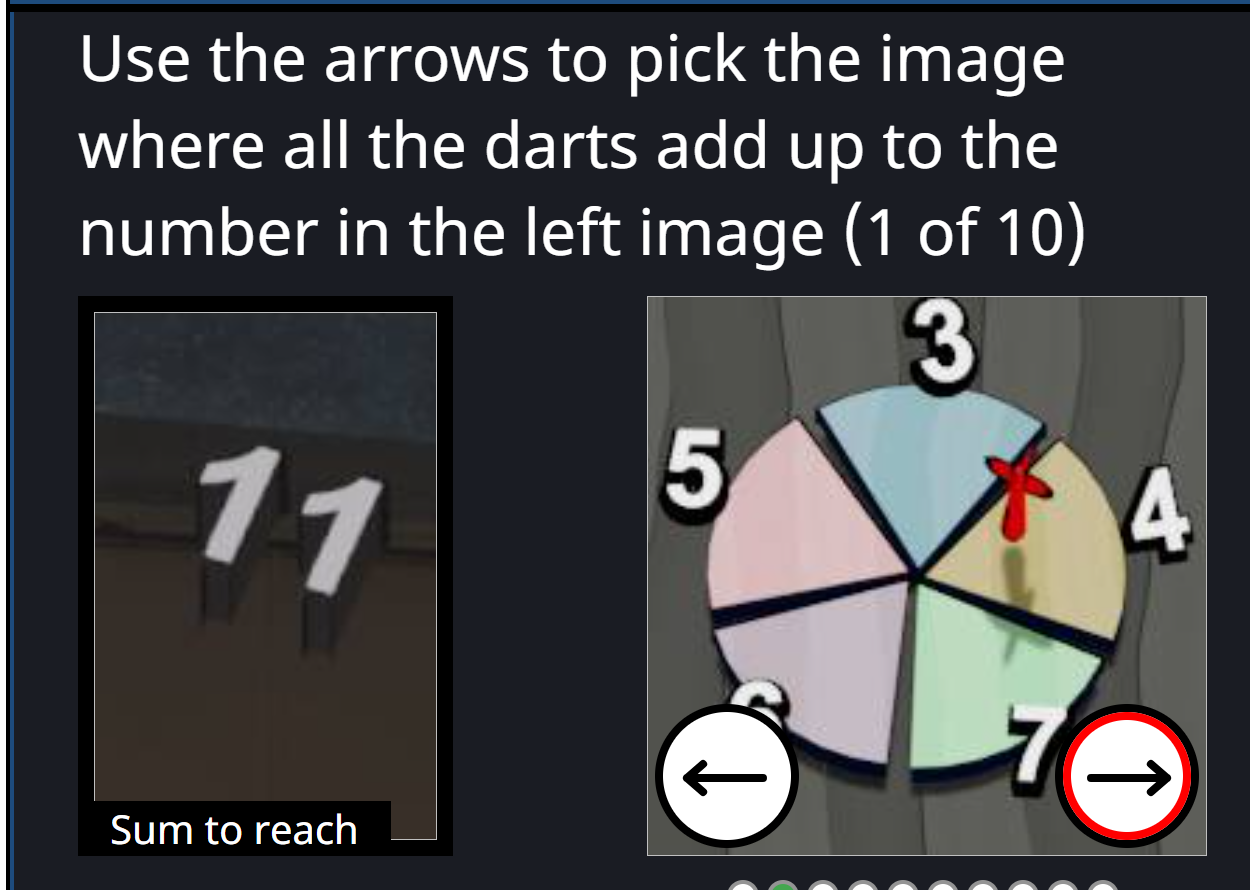 Use the arrows to pick the image
where all the darts add up to the
number in the left image (1 of 10)
3
5
4
11
6
7
Sum to reach